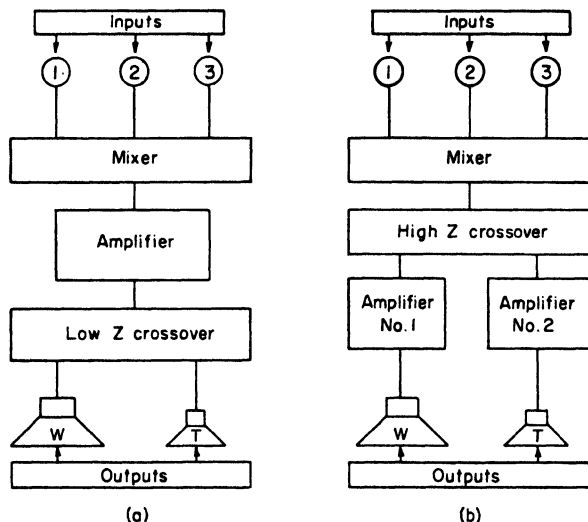 Inputs
1 2 3
Mixer
Amplifier
Low Z crossover
W T
Outputs
(a)
Inputs
1 2 3
Mixer
High Z crossover
Amplifier
No. 1
Amplifier
No. 2
W T
Outputs
(b)